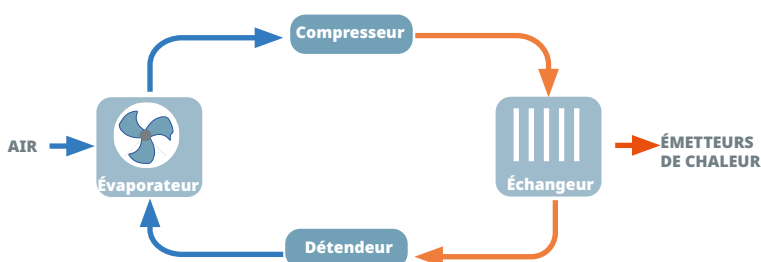 Compresseur
AIR
ÉMETTEURS
DE CHALEUR
Évaporateur
Échangeur
Détendeur